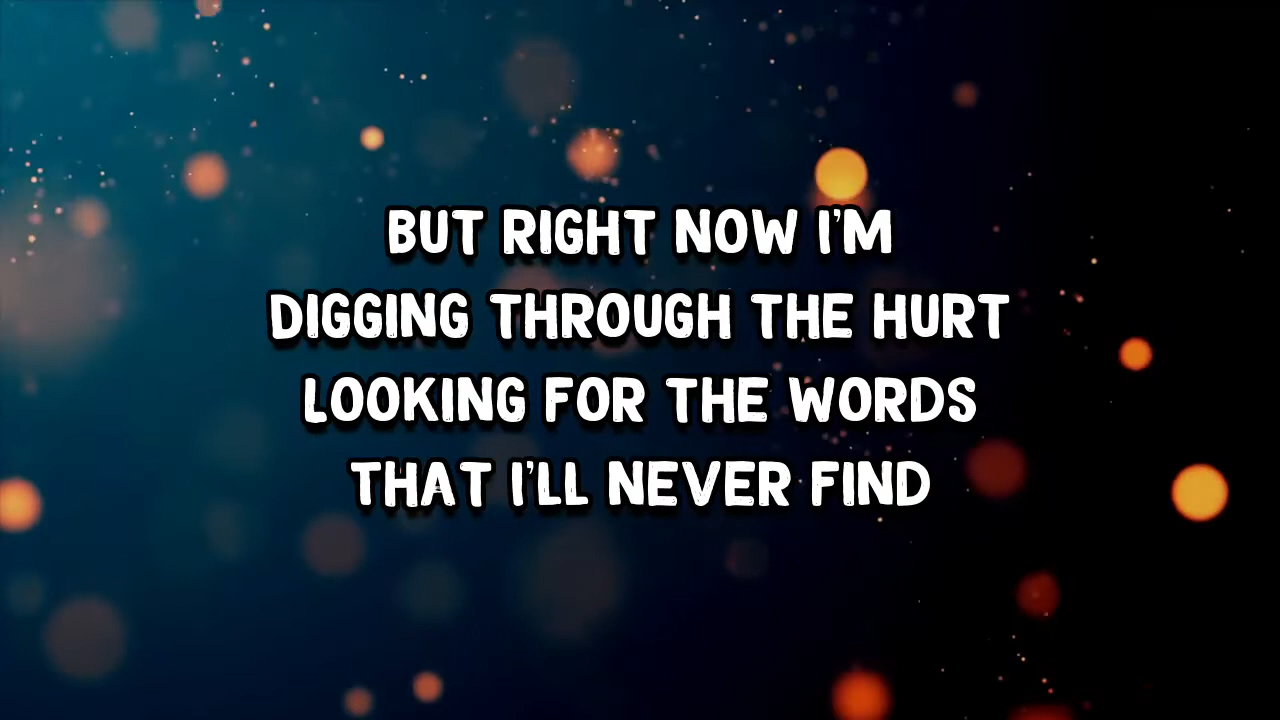 BUT RIGHT NOW I'M
DIGGING THROUGH THE HURT
LOOKING FOR THE WORDS
THAT I'LL NEVER FIND